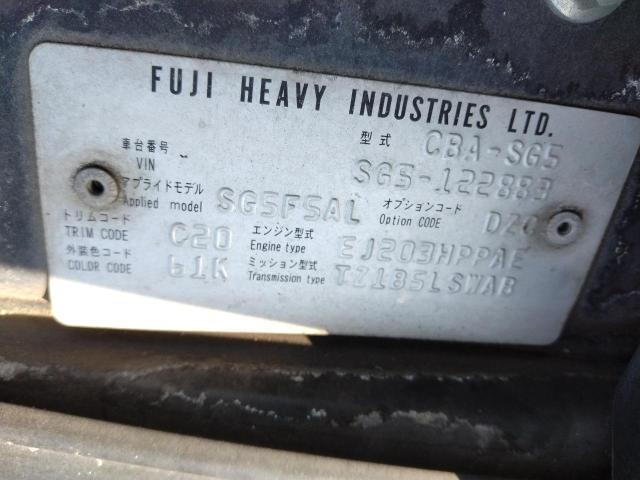 FUJI HEAVY INDUSTRIES LTD.
型式 CBA-SG5
車台番号 VIN SG5-122883
アプライドモデル Applied model SG5F5AL オプションコード Option CODE
トリムコード TRIM CODE C20 エンジン型式 Engine type EJ203HPPAE
外装色コード COLOR CODE 61K ミッション型式 Transmission type TZ1B5LSWAB